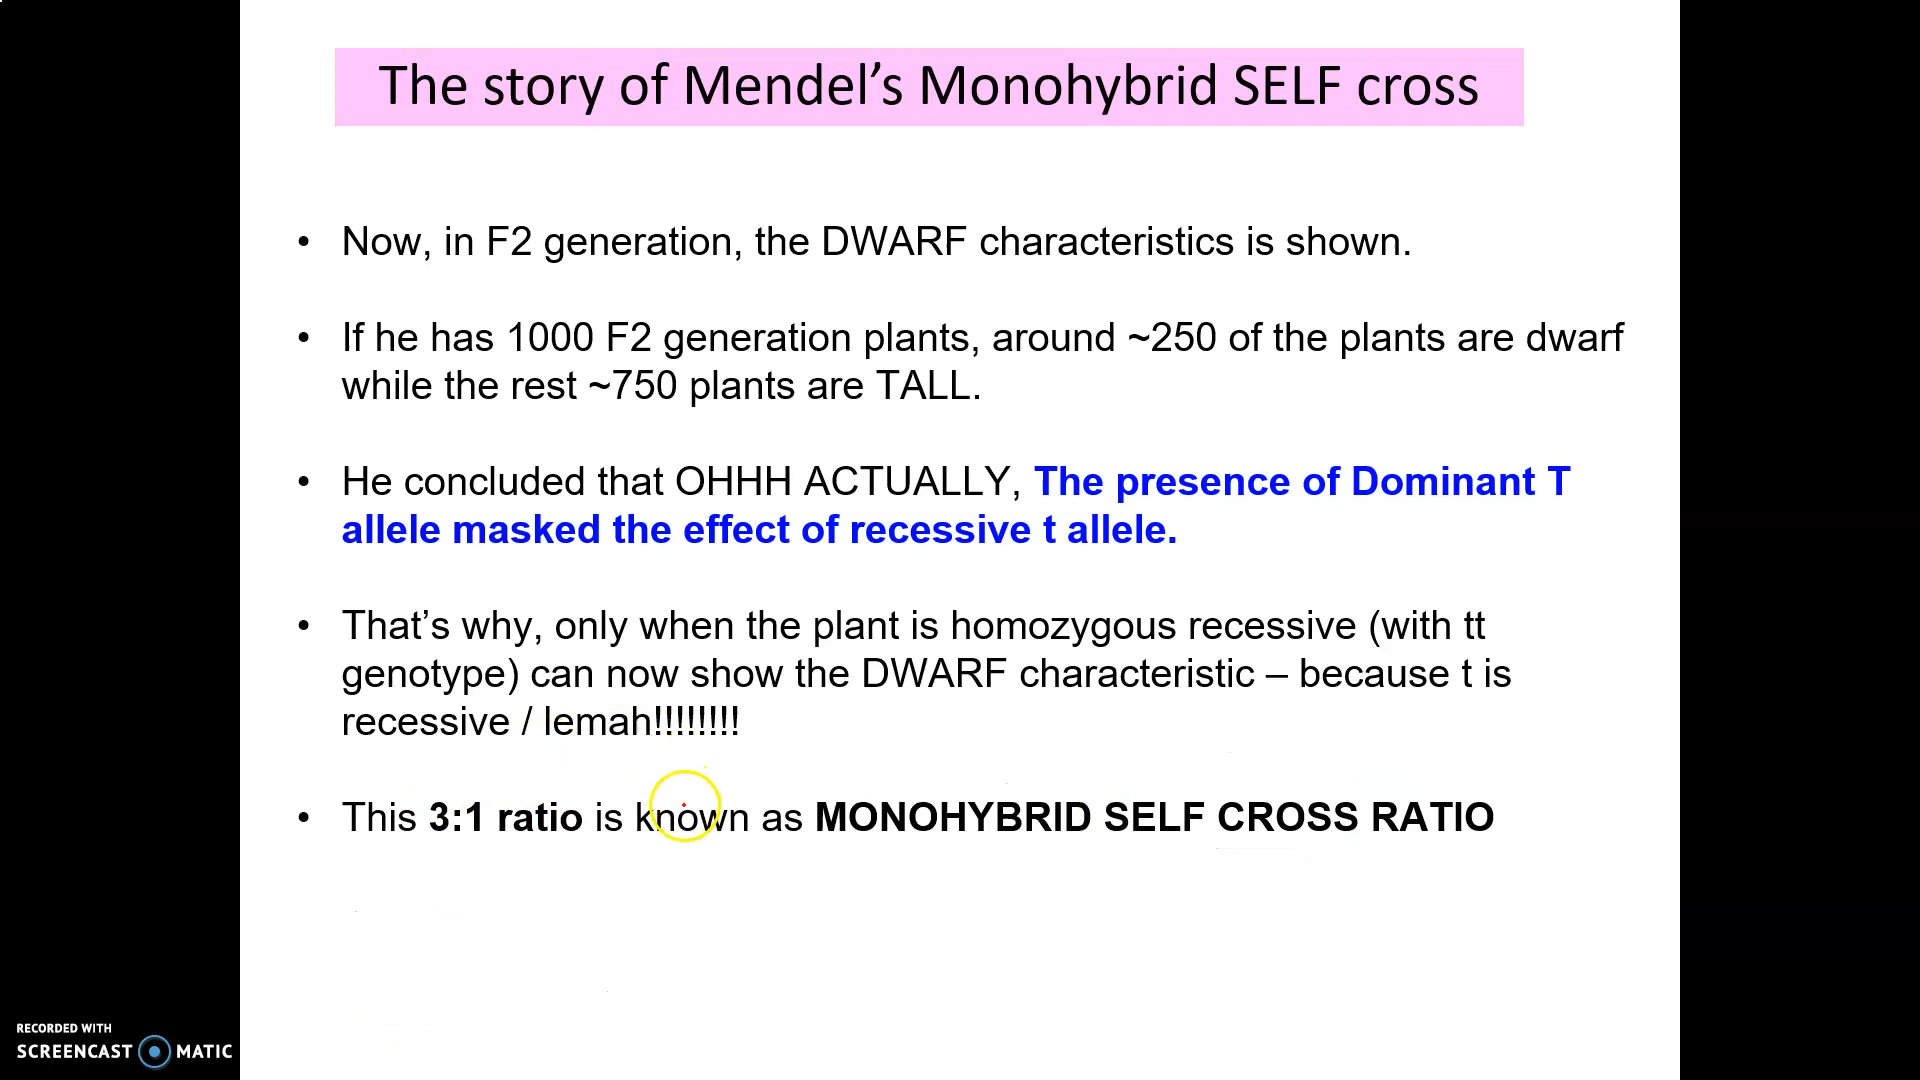 The story of Mendel’s Monohybrid SELF cross
• Now, in F2 generation, the DWARF characteristics is shown.
• If he has 1000 F2 generation plants, around ~250 of the plants are dwarf
while the rest ~750 plants are TALL.
• He concluded that OHHH ACTUALLY, The presence of Dominant T
allele masked the effect of recessive t allele.
• That’s why, only when the plant is homozygous recessive (with tt
genotype) can now show the DWARF characteristic – because t is
recessive / lemah!!!!!!!!
• This 3:1 ratio is known as MONOHYBRID SELF CROSS RATIO
RECORDED WITH
SCREENCAST MATIC